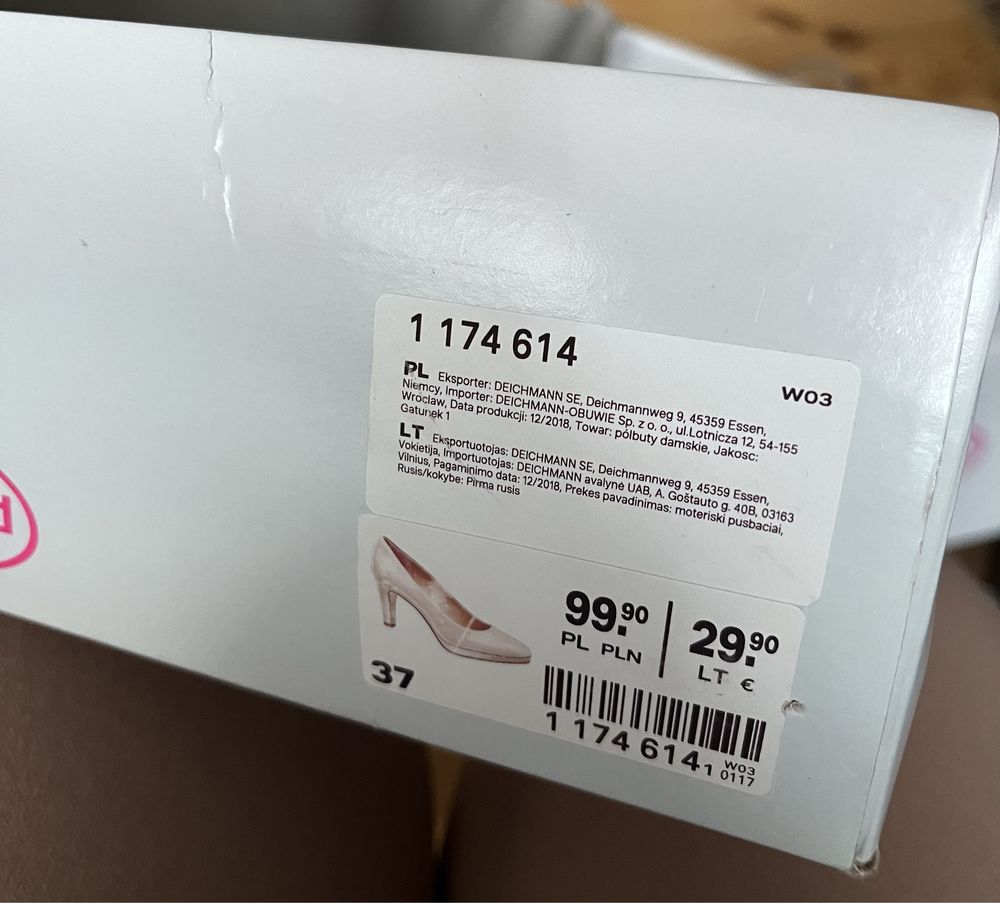 1 174 614
W03
PL Eksporter: DEICHMANN SE, Deichmannweg 9, 45359 Essen,
Niemcy, Importer: DEICHMANN-OBUWIE Sp. z o. o., ul.Lotnicza 12, 54-155
Wroclaw, Data produkcji: 12/2018, Towar: półbuty damskie, Jakosc:
Gatunek 1
LT Eksportuotojas: DEICHMANN SE, Deichmannweg 9, 45359 Essen,
Vokietija, Importuotojas: DEICHMANN avalynė UAB, A. Goštauto g. 40B, 03163
Vilnius, Pagaminimo data: 12/2018, Prekes pavadinimas: moteriski pusbaciai,
Rusis/kokybe: Pirma rusis
99.90
PL PLN
29.90
LT €
37
1 174 614 1
W03
0117